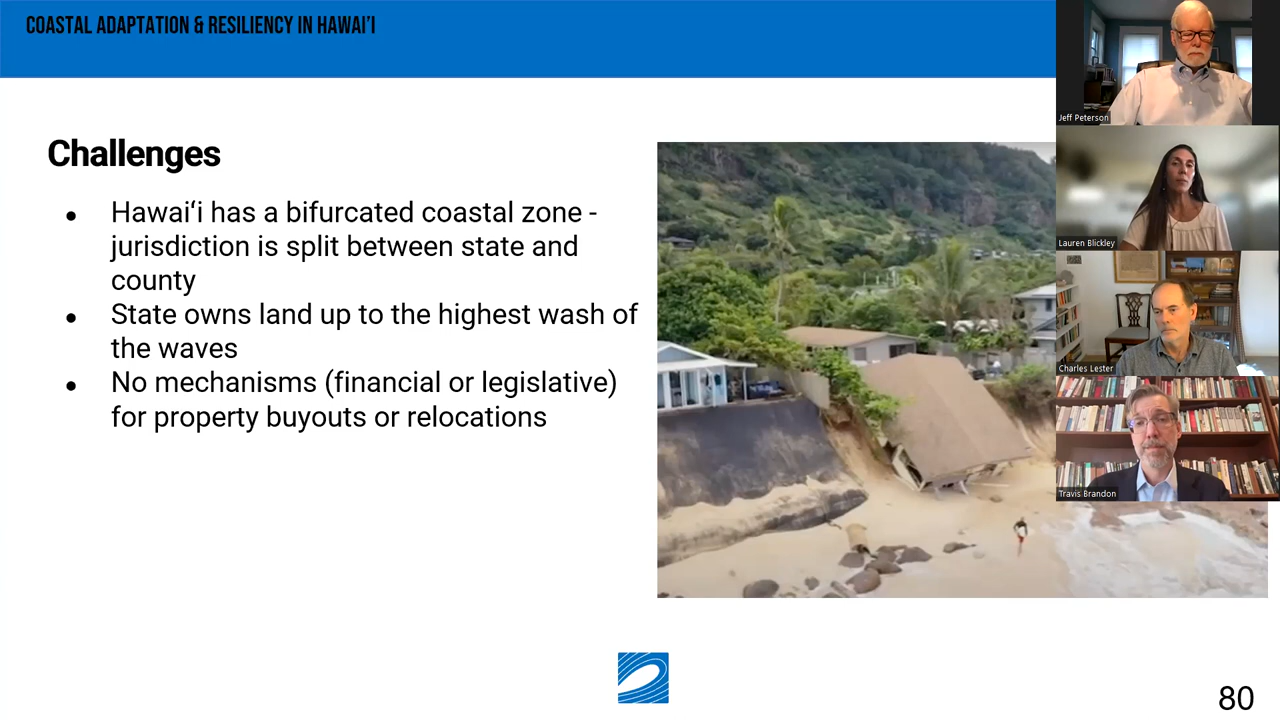 COASTAL ADAPTATION & RESILIENCY IN HAWAI'I
Jeff Peterson
Challenges
Lauren Blickley
● Hawaiʻi has a bifurcated coastal zone -
jurisdiction is split between state and
county
● State owns land up to the highest wash of
the waves
● No mechanisms (financial or legislative)
for property buyouts or relocations
Charles Lester
Travis Brandon
80